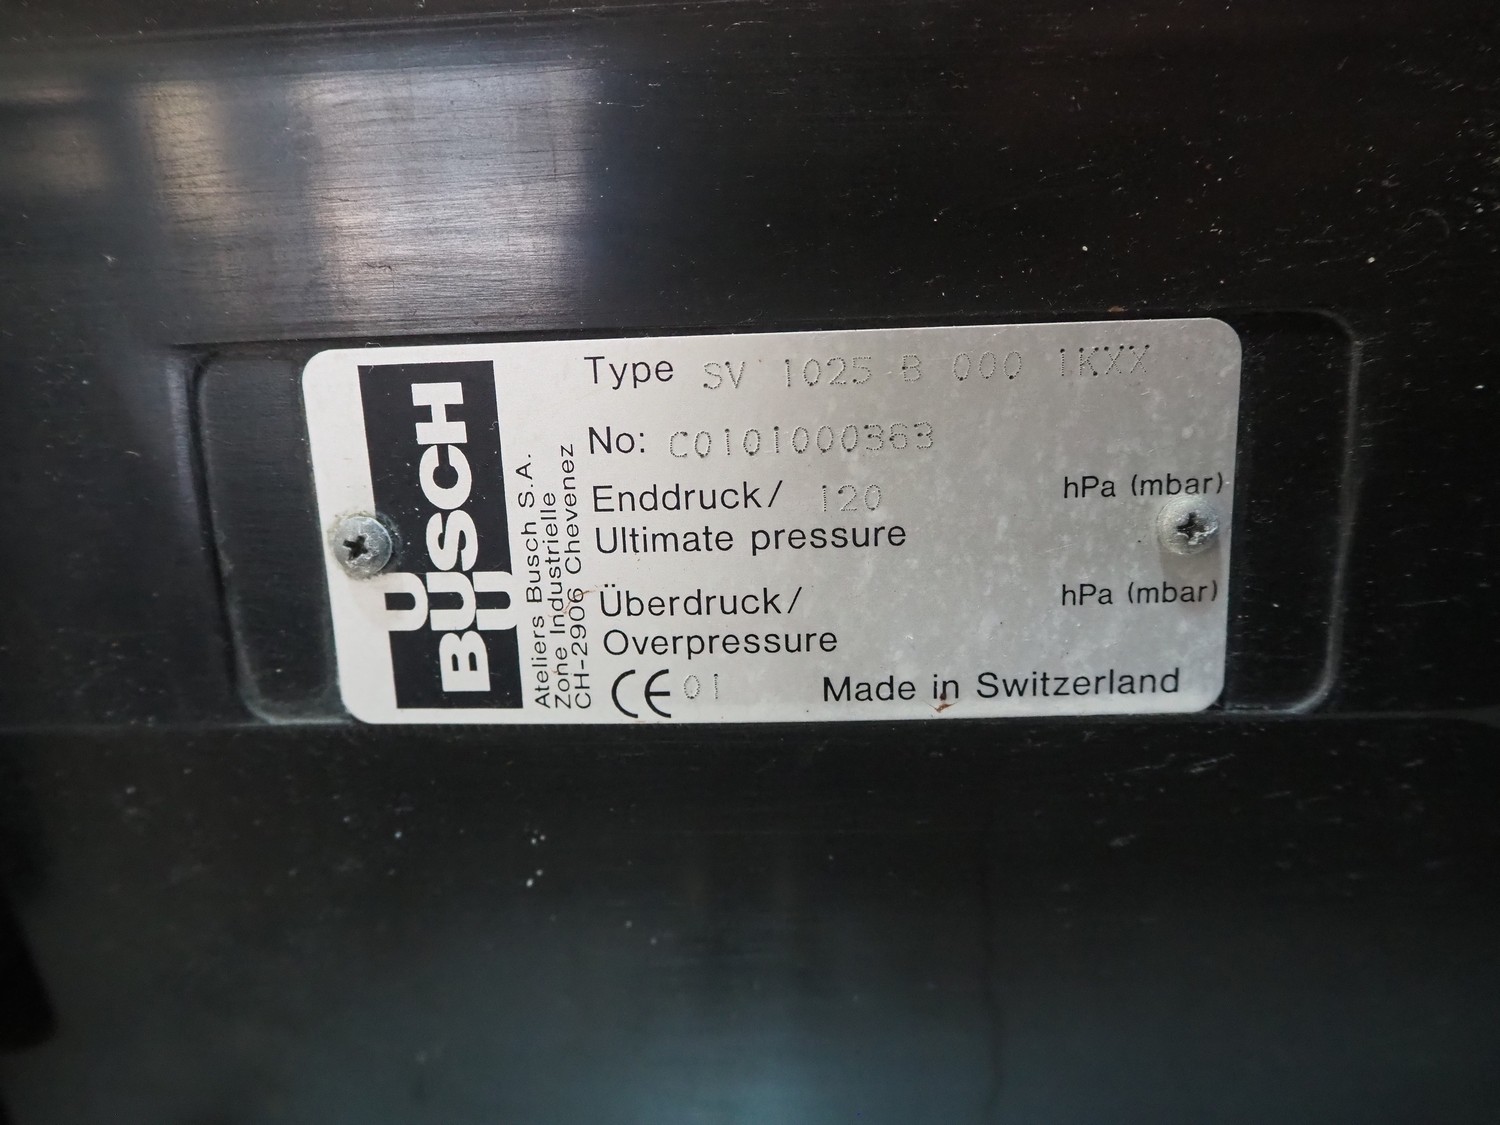 BUSCH
Ateliers Busch S.A.
Zone Industrielle
CH-2906 Chevenez
Type SV 1025 B 000 1KXX
No: C0101000363
Enddruck/ 120 hPa (mbar)
Ultimate pressure
Überdruck/ hPa (mbar)
Overpressure
CE 01 Made in Switzerland